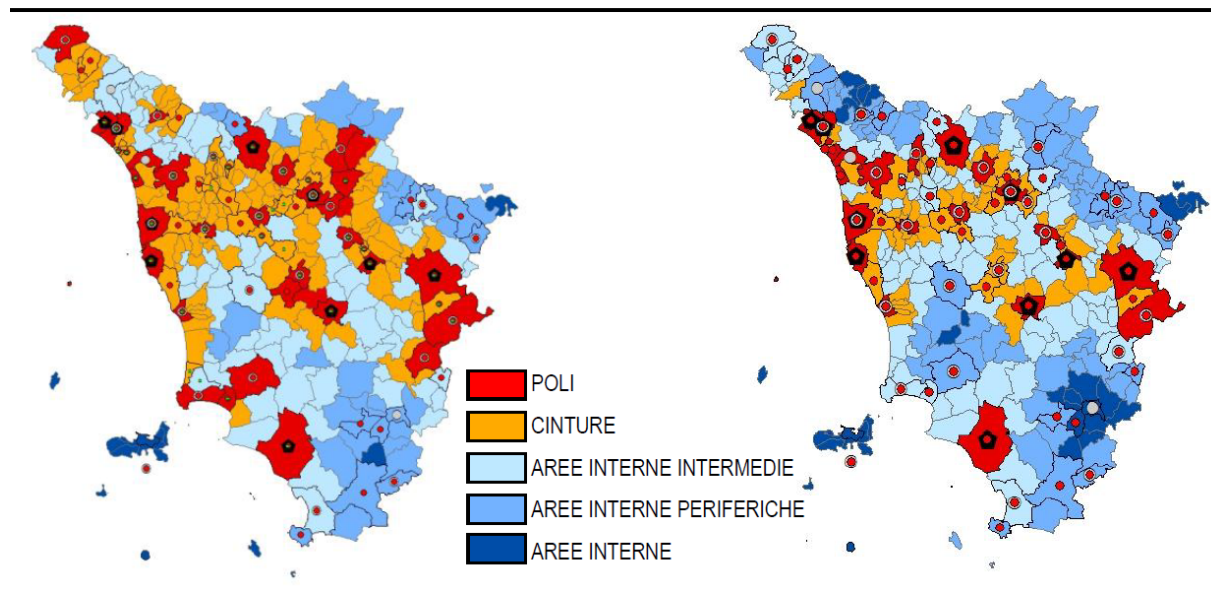 POLI
CINTURE
AREE INTERNE INTERMEDIE
AREE INTERNE PERIFERICHE
AREE INTERNE